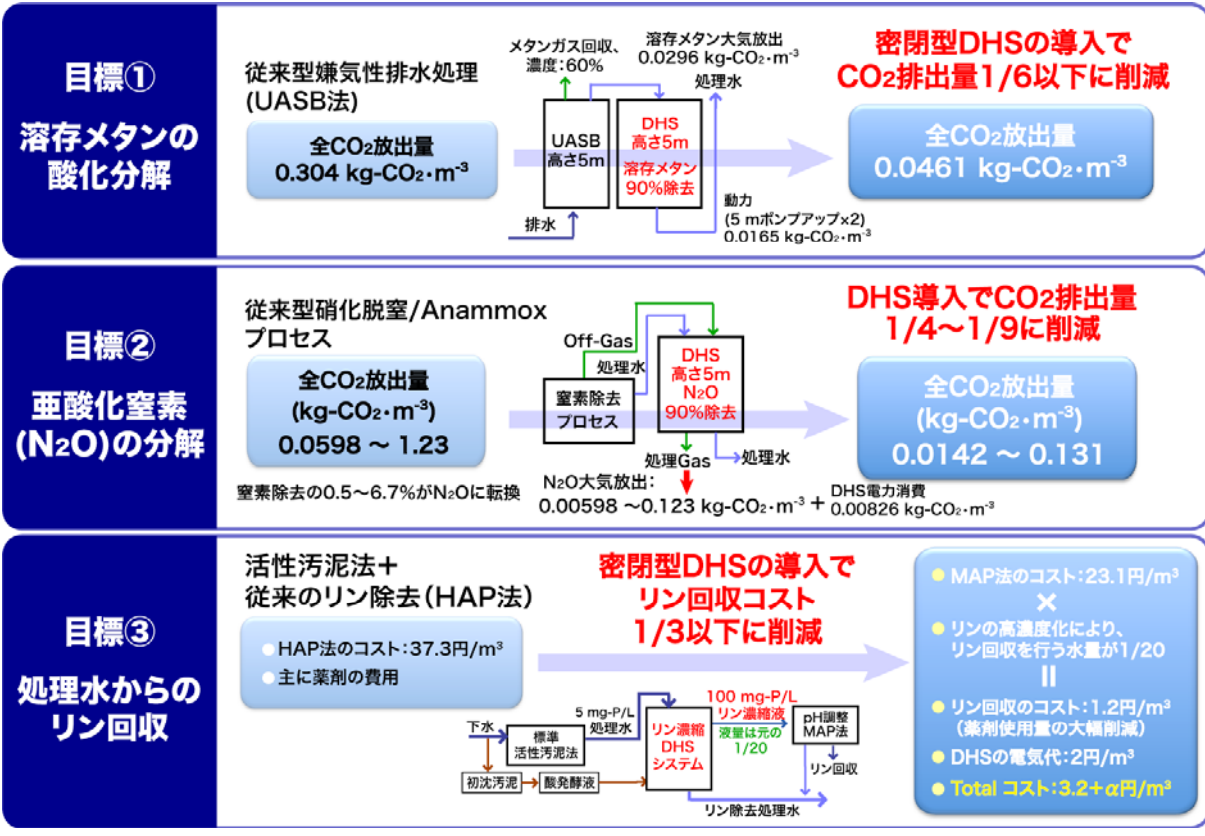 目標①
溶存メタンの
酸化分解
従来型嫌気性排水処理
(UASB法)
全CO₂放出量
0.304 kg-CO₂・m⁻³
メタンガス回収、
濃度:60%
溶存メタン大気放出
0.0296 kg-CO₂・m⁻³
処理水
UASB
高さ5m
DHS
高さ5m
溶存メタン
90%除去
排水
動力
(5 mポンプアップ×2)
0.0165 kg-CO₂・m⁻³
密閉型DHSの導入で
CO₂排出量1/6以下に削減
全CO₂放出量
0.0461 kg-CO₂・m⁻³
目標②
亜酸化窒素
(N₂O)の分解
従来型硝化脱窒/Anammox
プロセス
全CO₂放出量
(kg-CO₂・m⁻³)
0.0598 ～ 1.23
窒素除去の0.5～6.7%がN₂Oに転換
Off-Gas
処理水
窒素除去
プロセス
DHS
高さ5m
N₂O
90%除去
処理Gas
処理水
N₂O大気放出:
0.00598 ～0.123 kg-CO₂・m⁻³ +
DHS電力消費
0.00826 kg-CO₂・m⁻³
DHS導入でCO₂排出量
1/4～1/9に削減
全CO₂放出量
(kg-CO₂・m⁻³)
0.0142 ～ 0.131
目標③
処理水からの
リン回収
活性汚泥法+
従来のリン除去(HAP法)
●HAP法のコスト:37.3円/m³
●主に薬剤の費用
密閉型DHSの導入で
リン回収コスト
1/3以下に削減
下水
標準
活性汚泥法
5 mg-P/L
処理水
初沈汚泥
酸発酵液
リン濃縮
DHS
システム
100 mg-P/L
リン濃縮液
液量は元の
1/20
pH調整
MAP法
リン回収
リン除去処理水
● MAP法のコスト:23.1円/m³
×
● リンの高濃度化により、
リン回収を行う水量が1/20
=
● リン回収のコスト:1.2円/m³
(薬剤使用量の大幅削減)
● DHSの電気代:2円/m³
● Total コスト:3.2+α円/m³